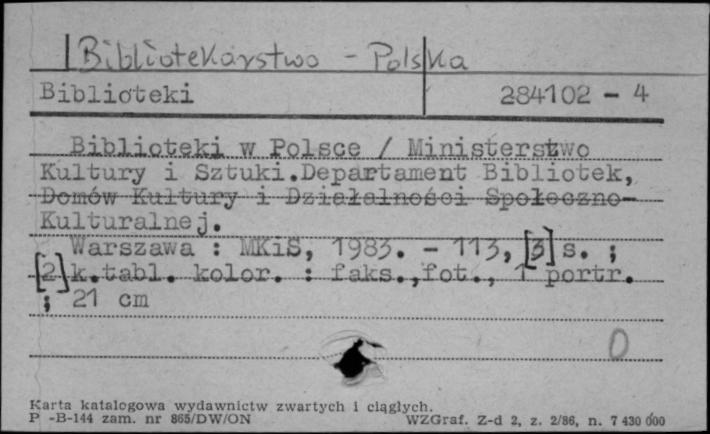 Bibliotekarstwo - Polska
Biblioteki 284102 - 4
Biblioteki w Polsce / Ministerstwo
Kultury i Sztuki.Departament Bibliotek,
Domów Kultury i Działalności Społeczno-
Kulturalnej.
Warszawa : MKiS, 1983. - 113, [3] s. ;
[2] k.tabl. kolor. : faks.,fot., 1 portr.
; 21 cm
0
Karta katalogowa wydawnictw zwartych i ciągłych.
P -B-144 zam. nr 865/DW/ON WZGraf. Z-d 2, z. 2/86, n. 7 430 000